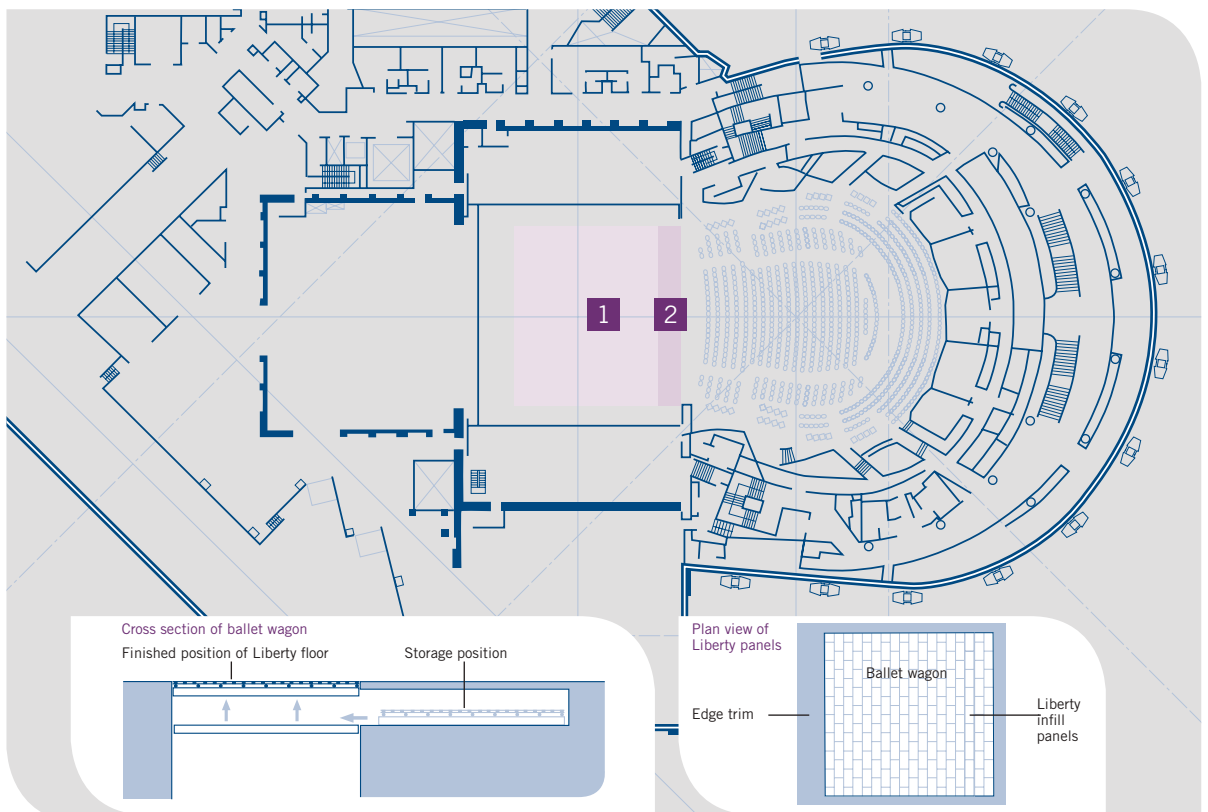 1
2
Cross section of ballet wagon
Finished position of Liberty floor
Storage position
Plan view of
Liberty panels
Ballet wagon
Edge trim
Liberty
infill
panels